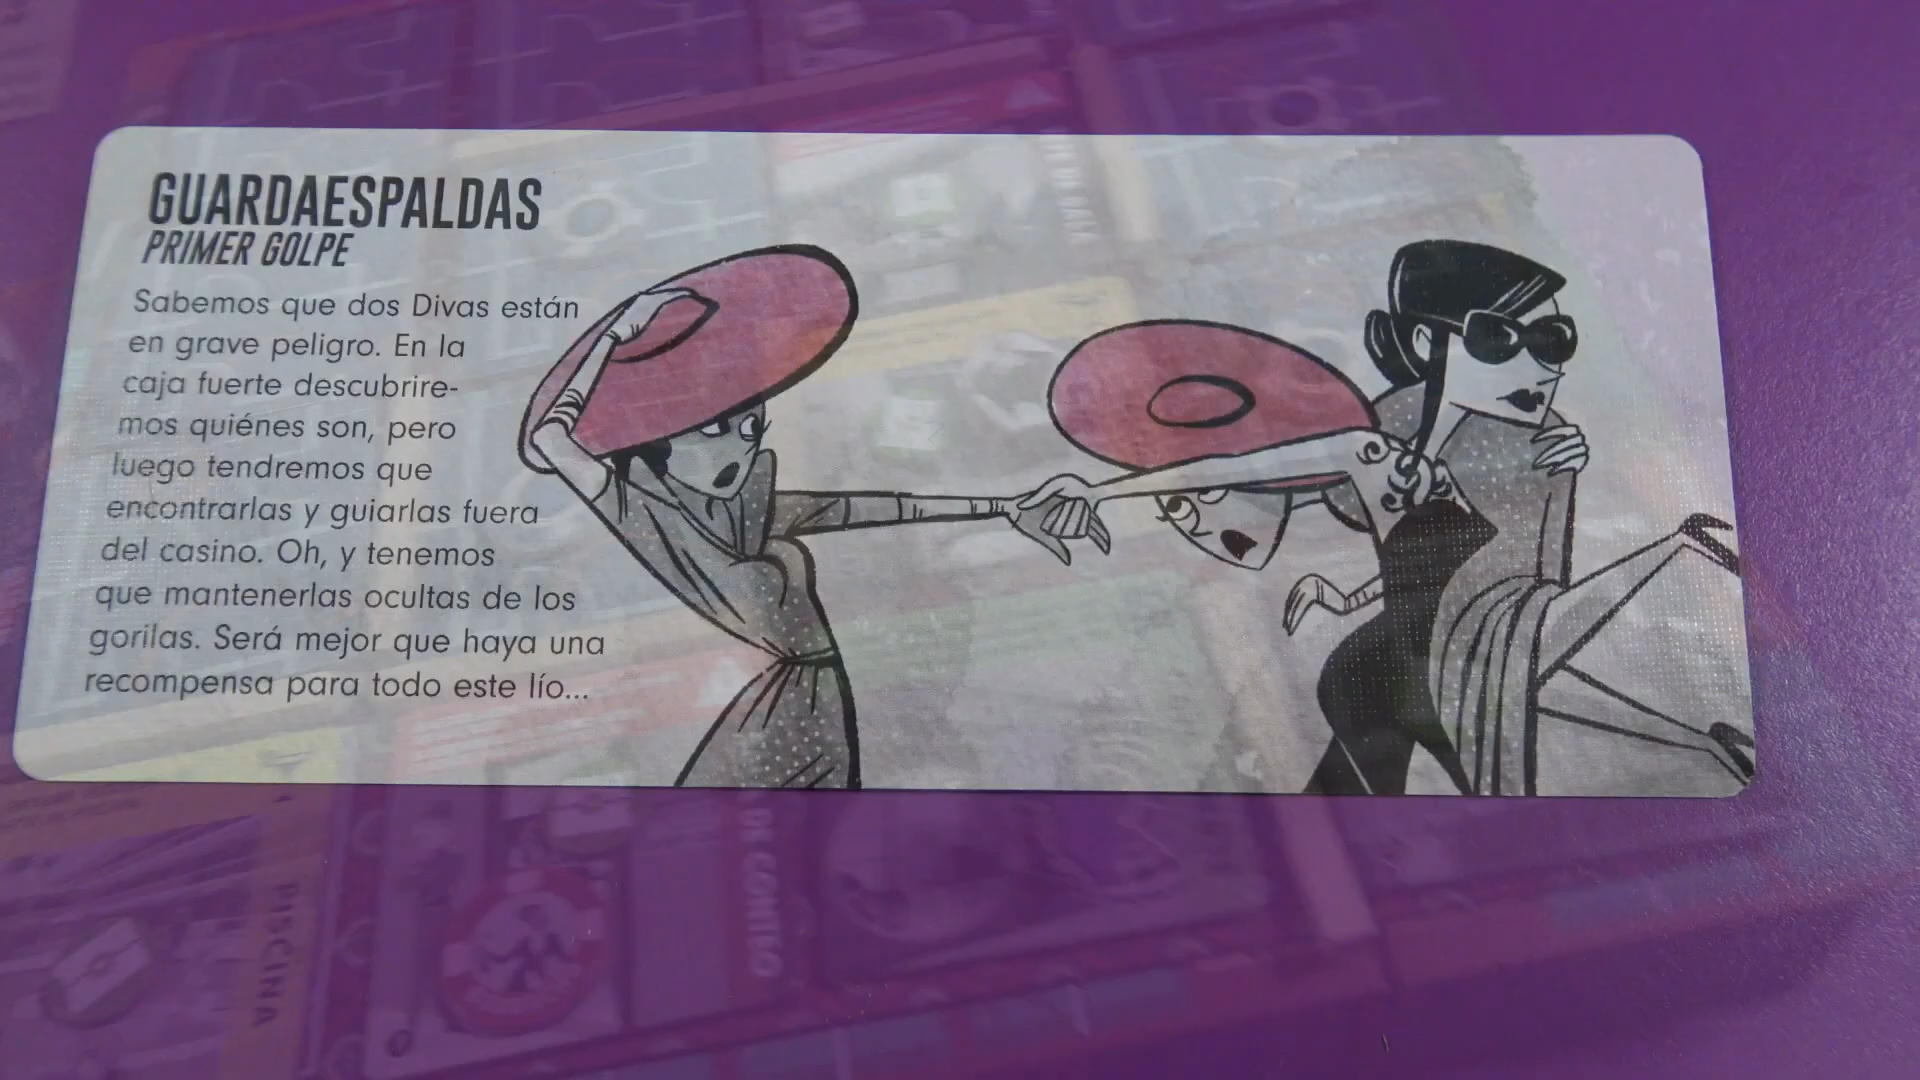 GUARDAESPALDAS
PRIMER GOLPE
Sabemos que dos Divas están
en grave peligro. En la
caja fuerte descubrire-
mos quiénes son, pero
luego tendremos que
encontrarlas y guiarlas fuera
del casino. Oh, y tenemos
que mantenerlas ocultas de los
gorilas. Será mejor que haya una
recompensa para todo este lío...
PISCINA